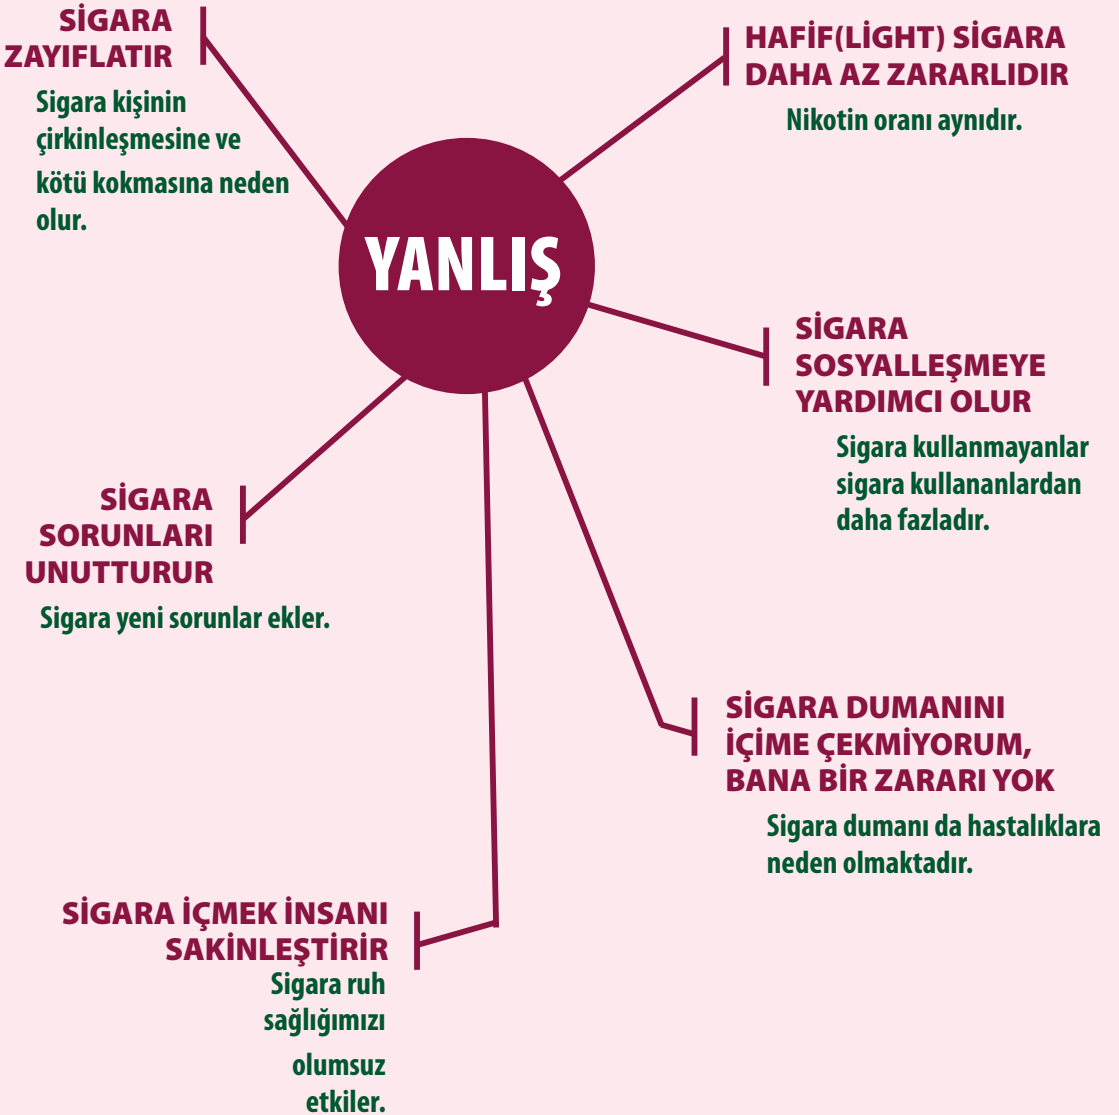 SİGARA
ZAYIFLATIR
Sigara kişinin
çirkinleşmesine ve
kötü kokmasına neden
olur.
HAFİF(LİGHT) SİGARA
DAHA AZ ZARARLIDIR
Nikotin oranı aynıdır.
YANLIŞ
SİGARA
SOSYALLEŞMEYE
YARDIMCI OLUR
Sigara kullanmayanlar
sigara kullananlardan
daha fazladır.
SİGARA
SORUNLARI
UNUTTURUR
Sigara yeni sorunlar ekler.
SİGARA DUMANINI
İÇİME ÇEKMİYORUM,
BANA BİR ZARARI YOK
Sigara dumanı da hastalıklara
neden olmaktadır.
SİGARA İÇMEK İNSANI
SAKİNLEŞTİRİR
Sigara ruh
sağlığımızı
olumsuz
etkiler.